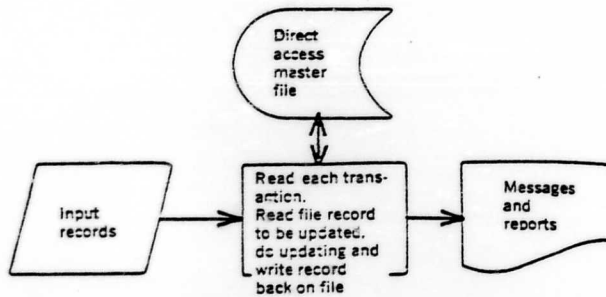 Direct
access
master
file
Input
records
Read each trans-
action.
Read file record
to be updated,
do updating and
write record
back on file
Messages
and
reports